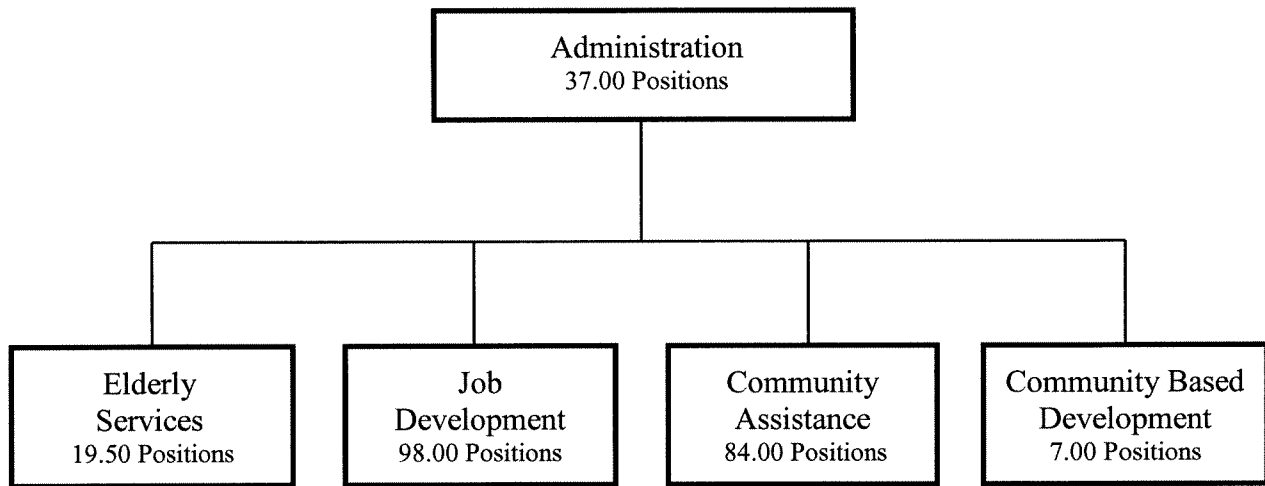 Administration
37.00 Positions
Elderly
Services
19.50 Positions
Job
Development
98.00 Positions
Community
Assistance
84.00 Positions
Community Based
Development
7.00 Positions